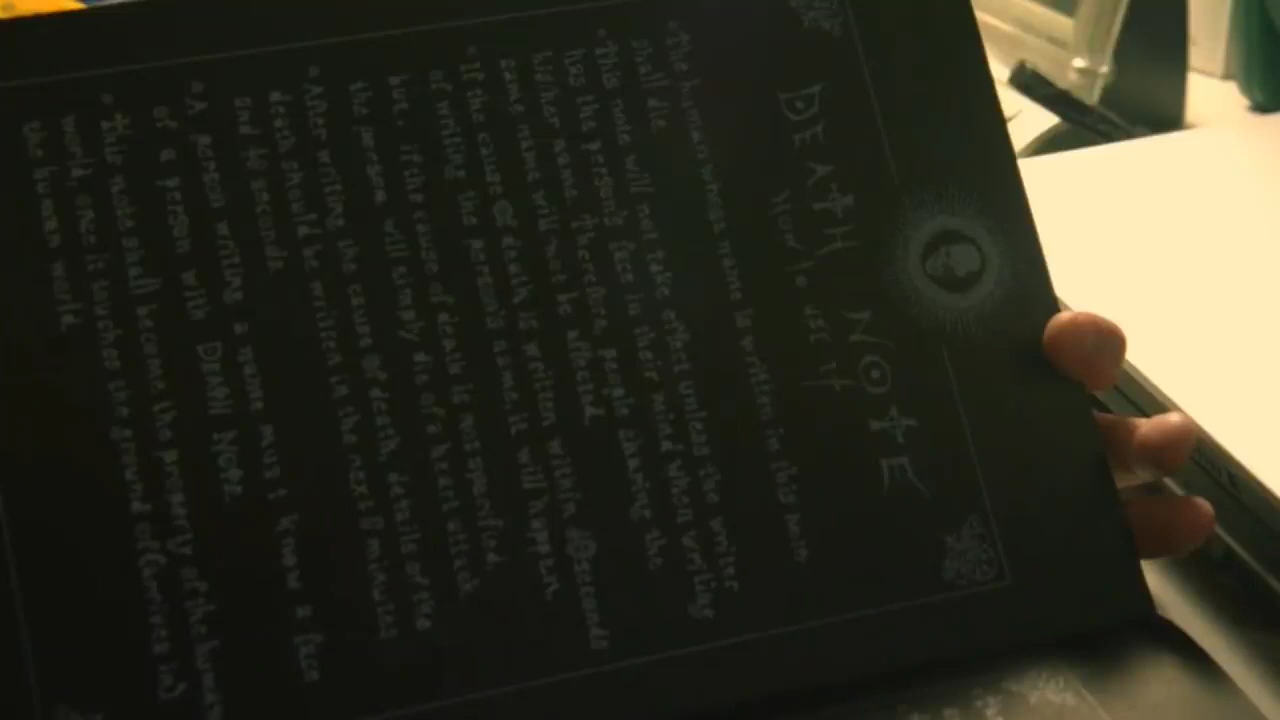 DEATH NOTE
How to use it
The human whose name is written in this note
shall die.
This note will not take effect unless the writer
has the person's face in their mind when writing
his/her name. Therefore, people sharing the
same name will not be affected.
If the cause of death is written within 40 seconds
of writing the person's name, it will happen.
but, if the cause of death is not specified,
the person will simply die of a heart attack
After writing the cause of death, details of the
death should be written in the next 6 minutes
and 40 seconds.
A person writing a name must know a face
of a person with DEATH NOTE.
This note shall become the property of the human
world, once it touches the ground of (arrives in)
the human world.